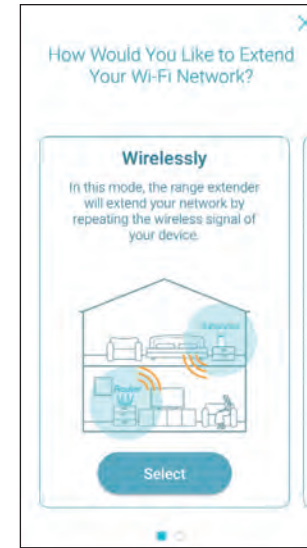 How Would You Like to Extend
Your Wi-Fi Network?
Wirelessly
In this mode, the range extender
will extend your network by
repeating the wireless signal of
your device.
Extender
Router
Select